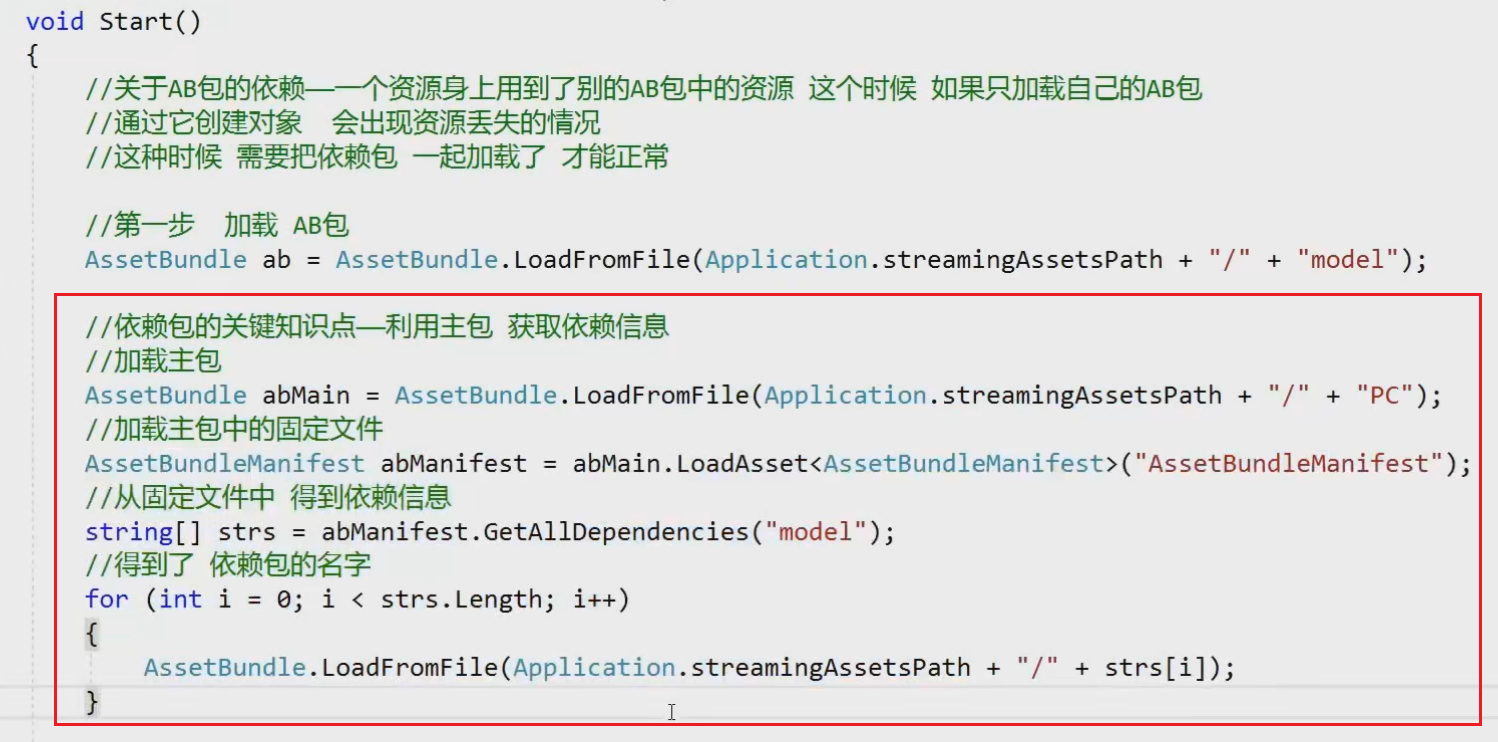 void Start()
{
//关于AB包的依赖——一个资源身上用到了别的AB包中的资源 这个时候 如果只加载自己的AB包
//通过它创建对象 会出现资源丢失的情况
//这种时候 需要把依赖包 一起加载了 才能正常
//第一步 加载 AB包
AssetBundle ab = AssetBundle.LoadFromFile(Application.streamingAssetsPath + "/" + "model");
//依赖包的关键知识点——利用主包 获取依赖信息
//加载主包
AssetBundle abMain = AssetBundle.LoadFromFile(Application.streamingAssetsPath + "/" + "PC");
//加载主包中的固定文件
AssetBundleManifest abManifest = abMain.LoadAsset<AssetBundleManifest>("AssetBundleManifest");
//从固定文件中 得到依赖信息
string[] strs = abManifest.GetAllDependencies("model");
//得到了 依赖包的名字
for (int i = 0; i < strs.Length; i++)
{
AssetBundle.LoadFromFile(Application.streamingAssetsPath + "/" + strs[i]);
}